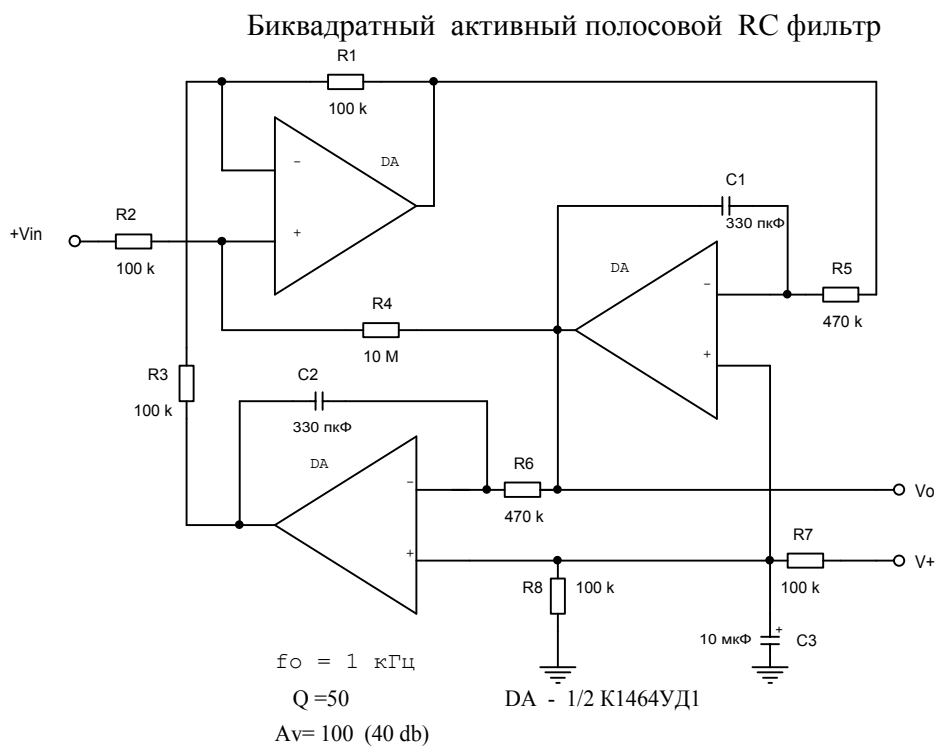 Биквадратный активный полосовой RC фильтр
R1
100 k
DA
−
+
+Vin
R2
100 k
C1
330 пкФ
DA
−
+
R5
470 k
R4
10 M
R3
100 k
C2
330 пкФ
DA
−
+
R6
470 k
Vo
R7
100 k
V+
R8
100 k
10 мкФ
+
C3
fo = 1 кГц
Q =50
DA - 1/2 К1464УД1
Av= 100 (40 db)